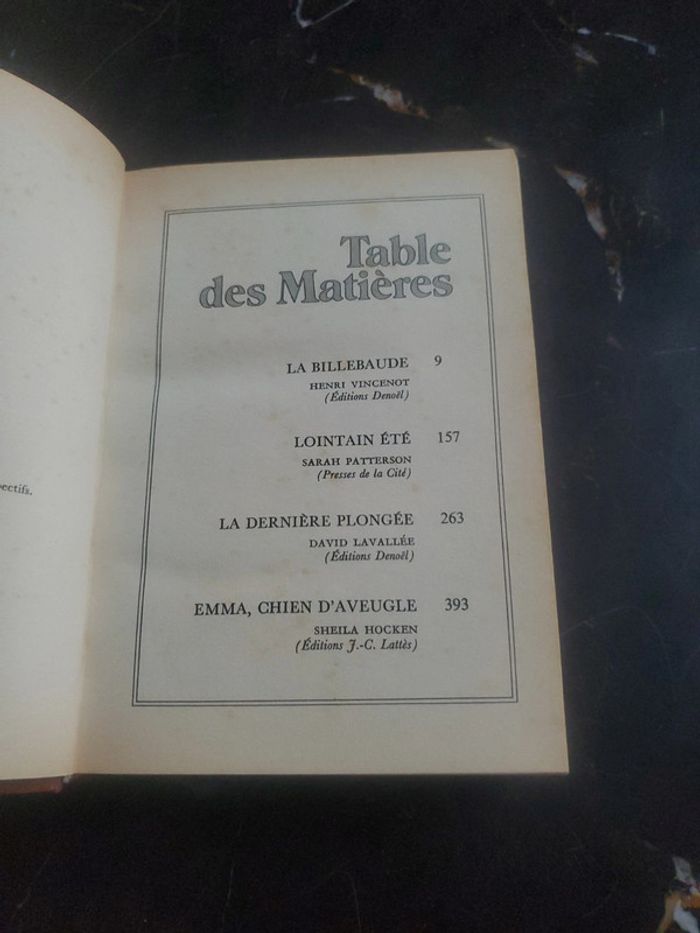 Table
des Matières
LA BILLEBAUDE 9
HENRI VINCENOT
(Éditions Denoël)
LOINTAIN ÉTÉ 157
SARAH PATTERSON
(Presses de la Cité)
LA DERNIÈRE PLONGÉE 263
DAVID LAVALLÉE
(Éditions Denoël)
EMMA, CHIEN D'AVEUGLE 393
SHEILA HOCKEN
(Éditions J.-C. Lattès)